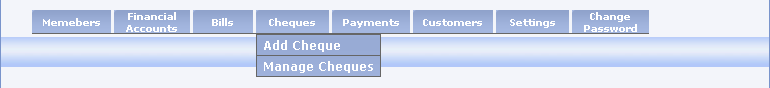 Memebers
Financial
Accounts
Bills
Cheques
Payments
Customers
Settings
Change
Password
Add Cheque
Manage Cheques